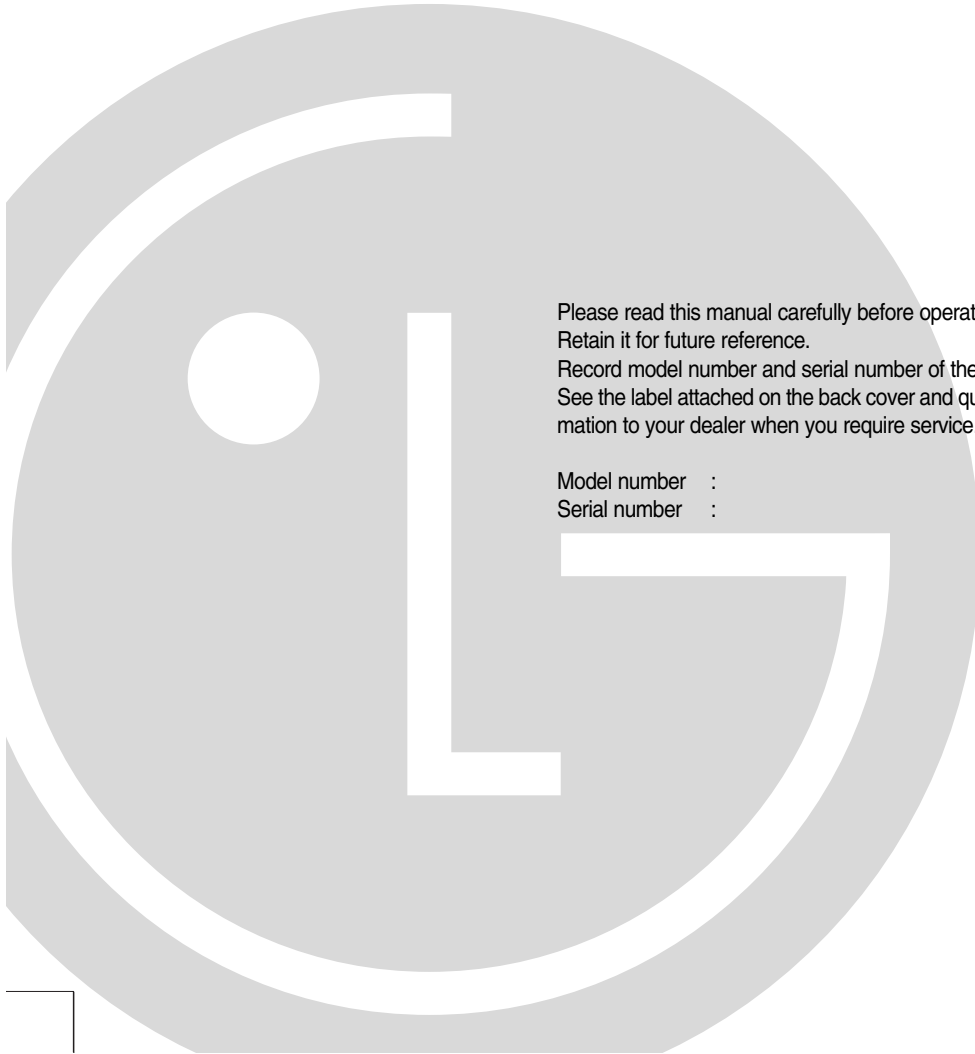 Please read this manual carefully before operat
Retain it for future reference.
Record model number and serial number of the
See the label attached on the back cover and qu
mation to your dealer when you require service
Model number :
Serial number :